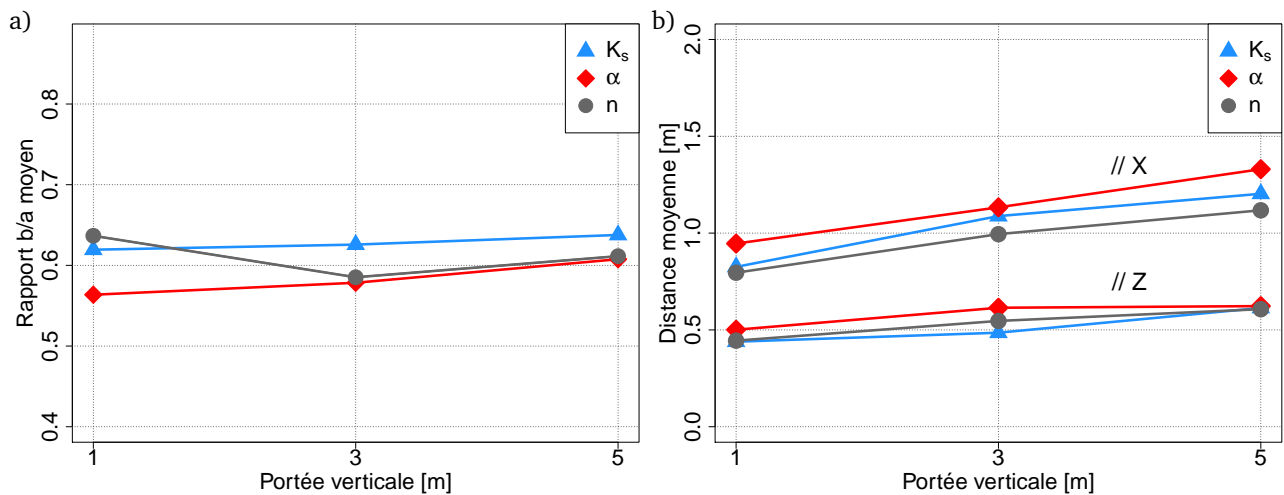 a)
Rapport b/a moyen
0.8
0.7
0.6
0.5
0.4
1
3
5
Portée verticale [m]
Ks
α
n
b)
Distance moyenne [m]
2.0
1.5
1.0
0.5
0.0
1
3
5
Portée verticale [m]
// X
// Z
Ks
α
n